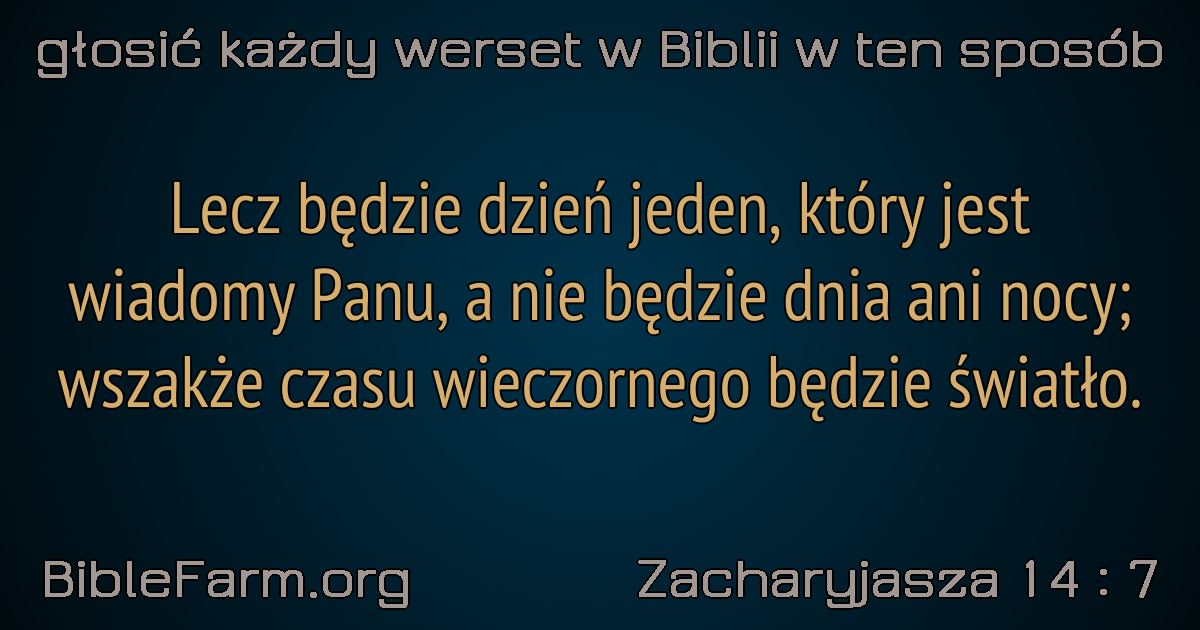 głosić każdy werset w Biblii w ten sposób
Lecz będzie dzień jeden, który jest
wiadomy Panu, a nie będzie dnia ani nocy;
wszakże czasu wieczornego będzie światło.
BibleFarm.org
Zacharyjasza 14 : 7